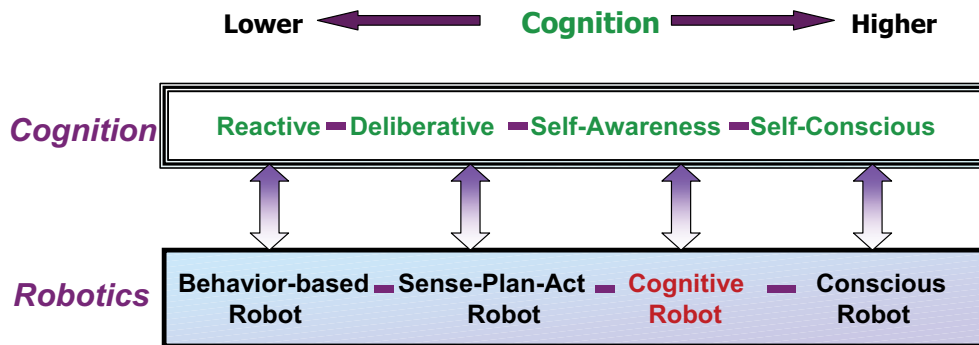 Lower Cognition Higher
Cognition Reactive Deliberative Self-Awareness Self-Conscious
Behavior-based Sense-Plan-Act Cognitive Conscious
Robotics
Robot Robot Robot Robot